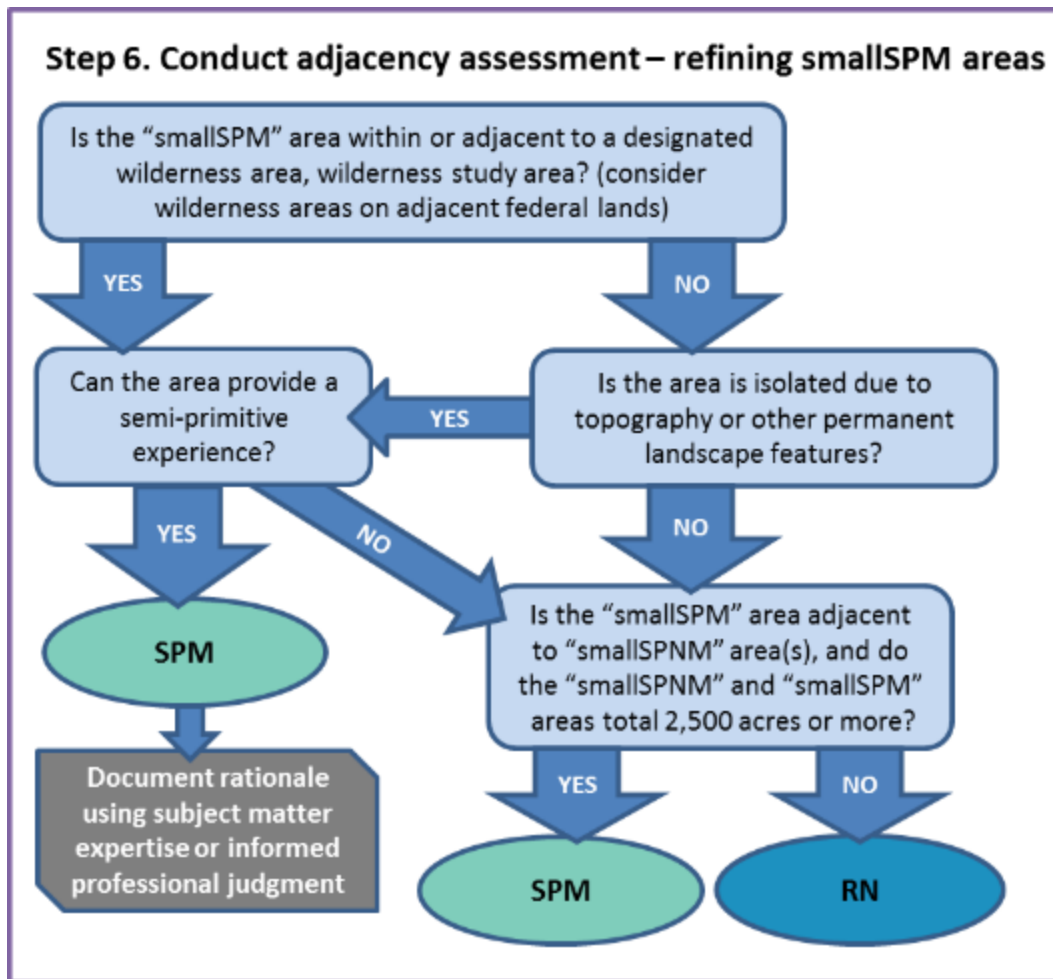 Step 6. Conduct adjacency assessment – refining smallSPM areas
Is the “smallSPM” area within or adjacent to a designated
wilderness area, wilderness study area? (consider
wilderness areas on adjacent federal lands)
YES
NO
Can the area provide a
semi-primitive
experience?
YES
Is the area is isolated due to
topography or other permanent
landscape features?
YES
NO
NO
SPM
Is the “smallSPM” area adjacent
to “smallSPNM” area(s), and do
the “smallSPNM” and “smallSPM”
areas total 2,500 acres or more?
Document rationale
using subject matter
expertise or informed
professional judgment
YES
NO
SPM
RN